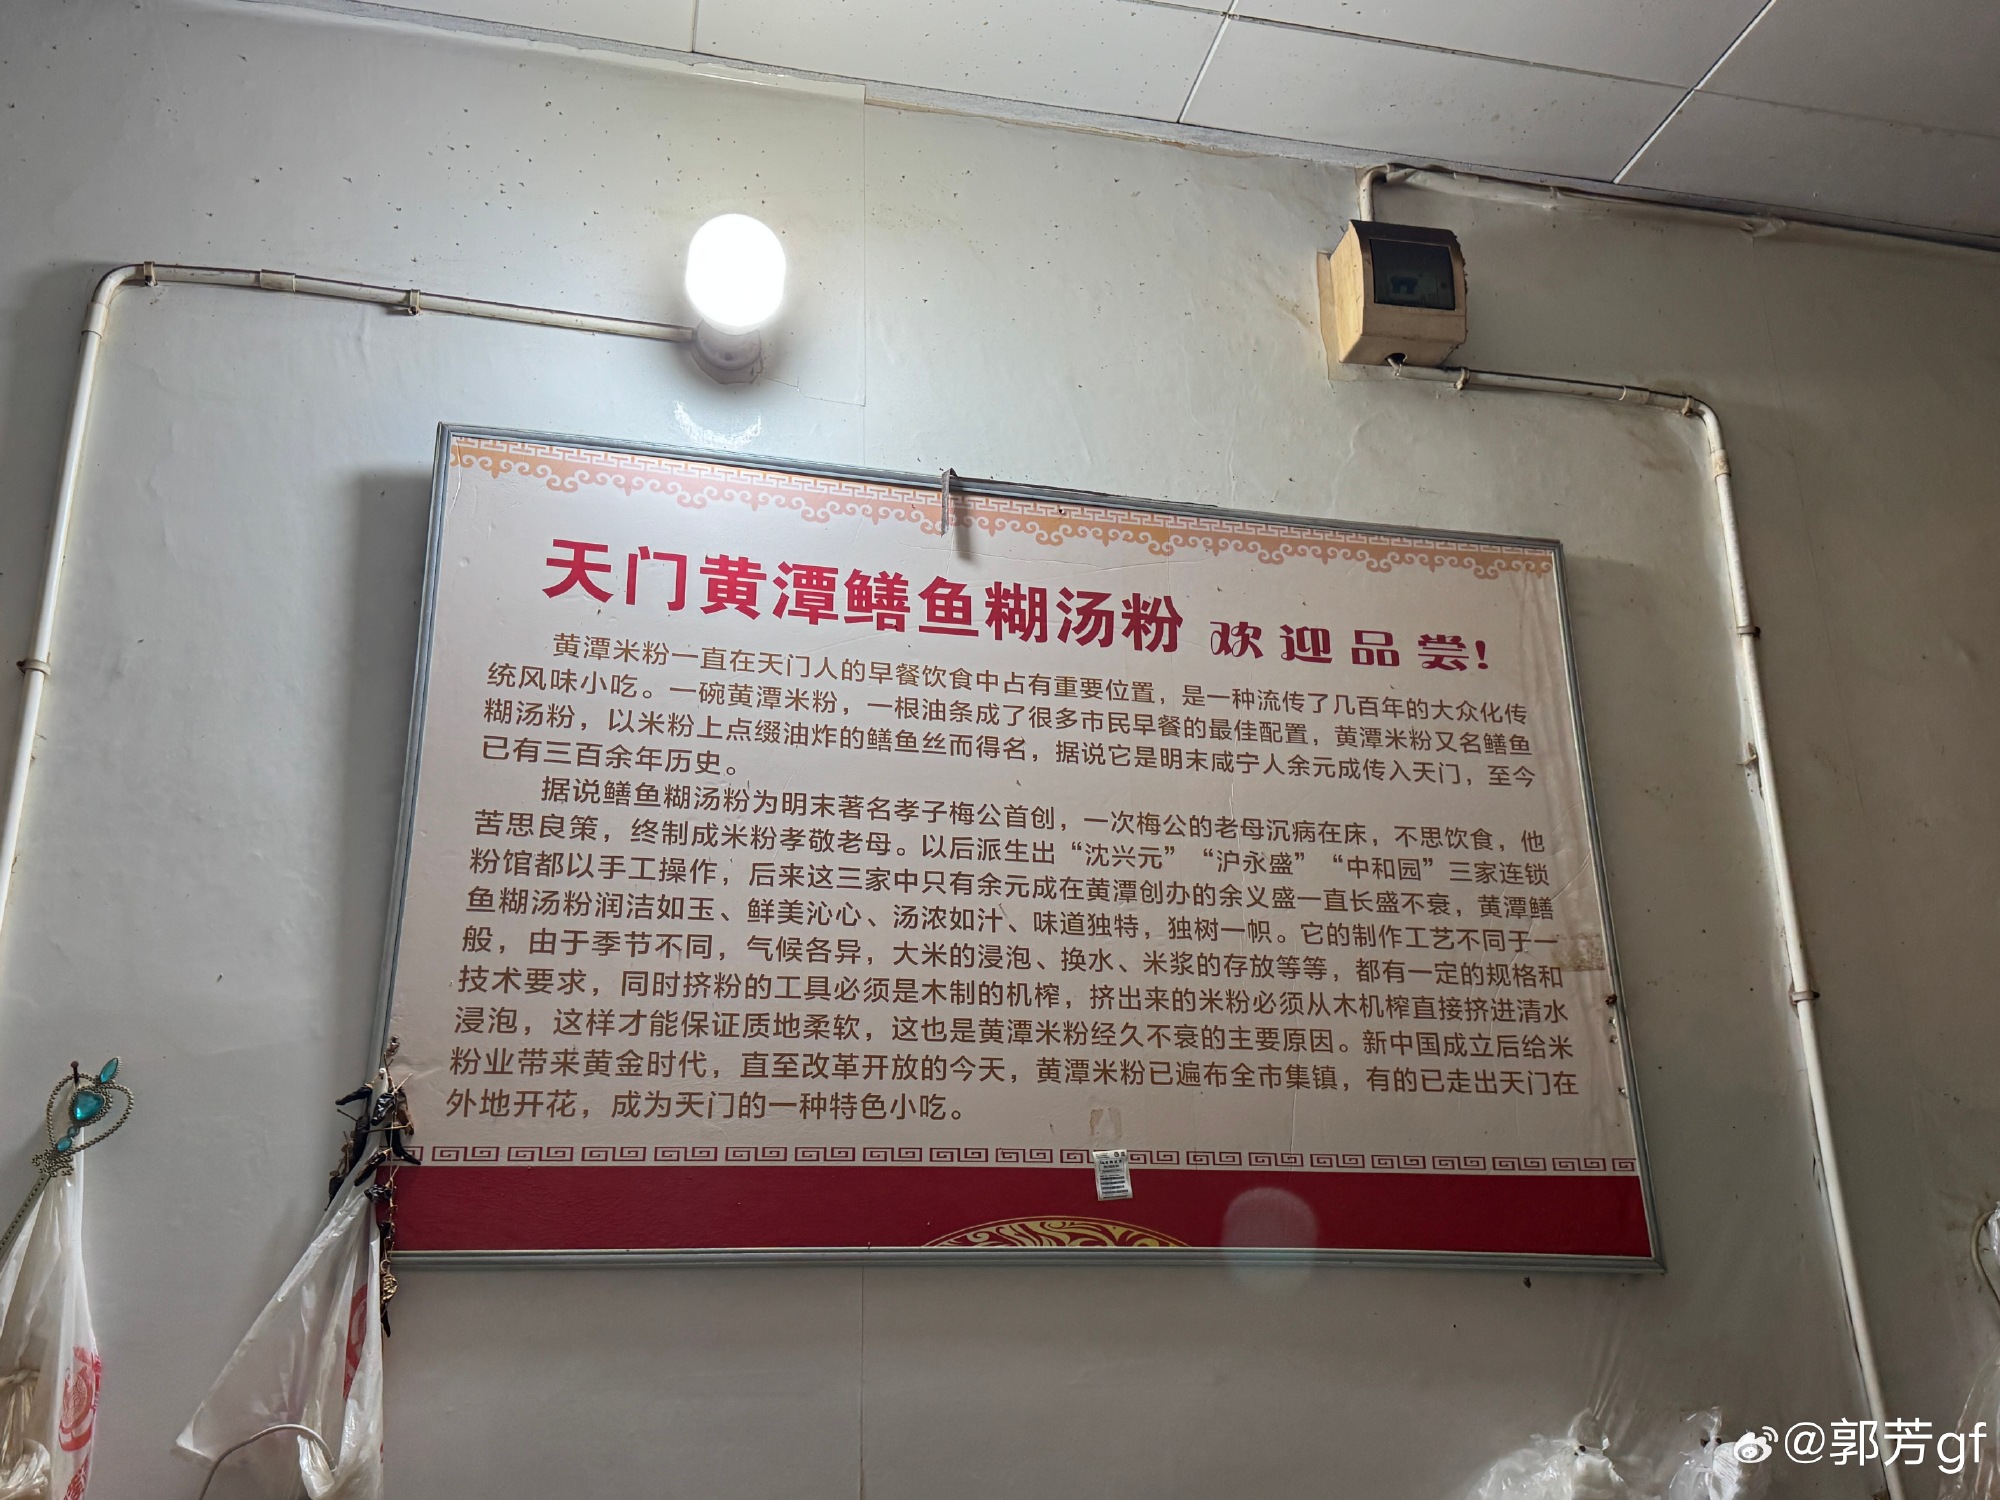 天门黄潭鳝鱼糊汤粉 欢迎品尝!
黄潭米粉一直在天门人的早餐饮食中占有重要位置，是一种流传了几百年的大众化传
统风味小吃。一碗黄潭米粉，一根油条成了很多市民早餐的最佳配置，黄潭米粉又名鳝鱼
糊汤粉，以米粉上点缀油炸的鳝鱼丝而得名，据说它是明末咸宁人余元成传入天门，至今
已有三百余年历史。
据说鳝鱼糊汤粉为明末著名孝子梅公首创，一次梅公的老母沉病在床，不思饮食，他
苦思良策，终制成米粉孝敬老母。以后派生出“沈兴元”“沪永盛”“中和园”三家连锁
粉馆都以手工操作，后来这三家中只有余元成在黄潭创办的余义盛一直长盛不衰，黄潭鳝
鱼糊汤粉润洁如玉、鲜美沁心、汤浓如汁、味道独特，独树一帜。它的制作工艺不同于一
般，由于季节不同，气候各异，大米的浸泡、换水、米浆的存放等等，都有一定的规格和
技术要求，同时挤粉的工具必须是木制的机榨，挤出来的米粉必须从木机榨直接挤进清水
浸泡，这样才能保证质地柔软，这也是黄潭米粉经久不衰的主要原因。新中国成立后给米
粉业带来黄金时代，直至改革开放的今天，黄潭米粉已遍布全市集镇，有的已走出天门在
外地开花，成为天门的一种特色小吃。
@郭芳gf